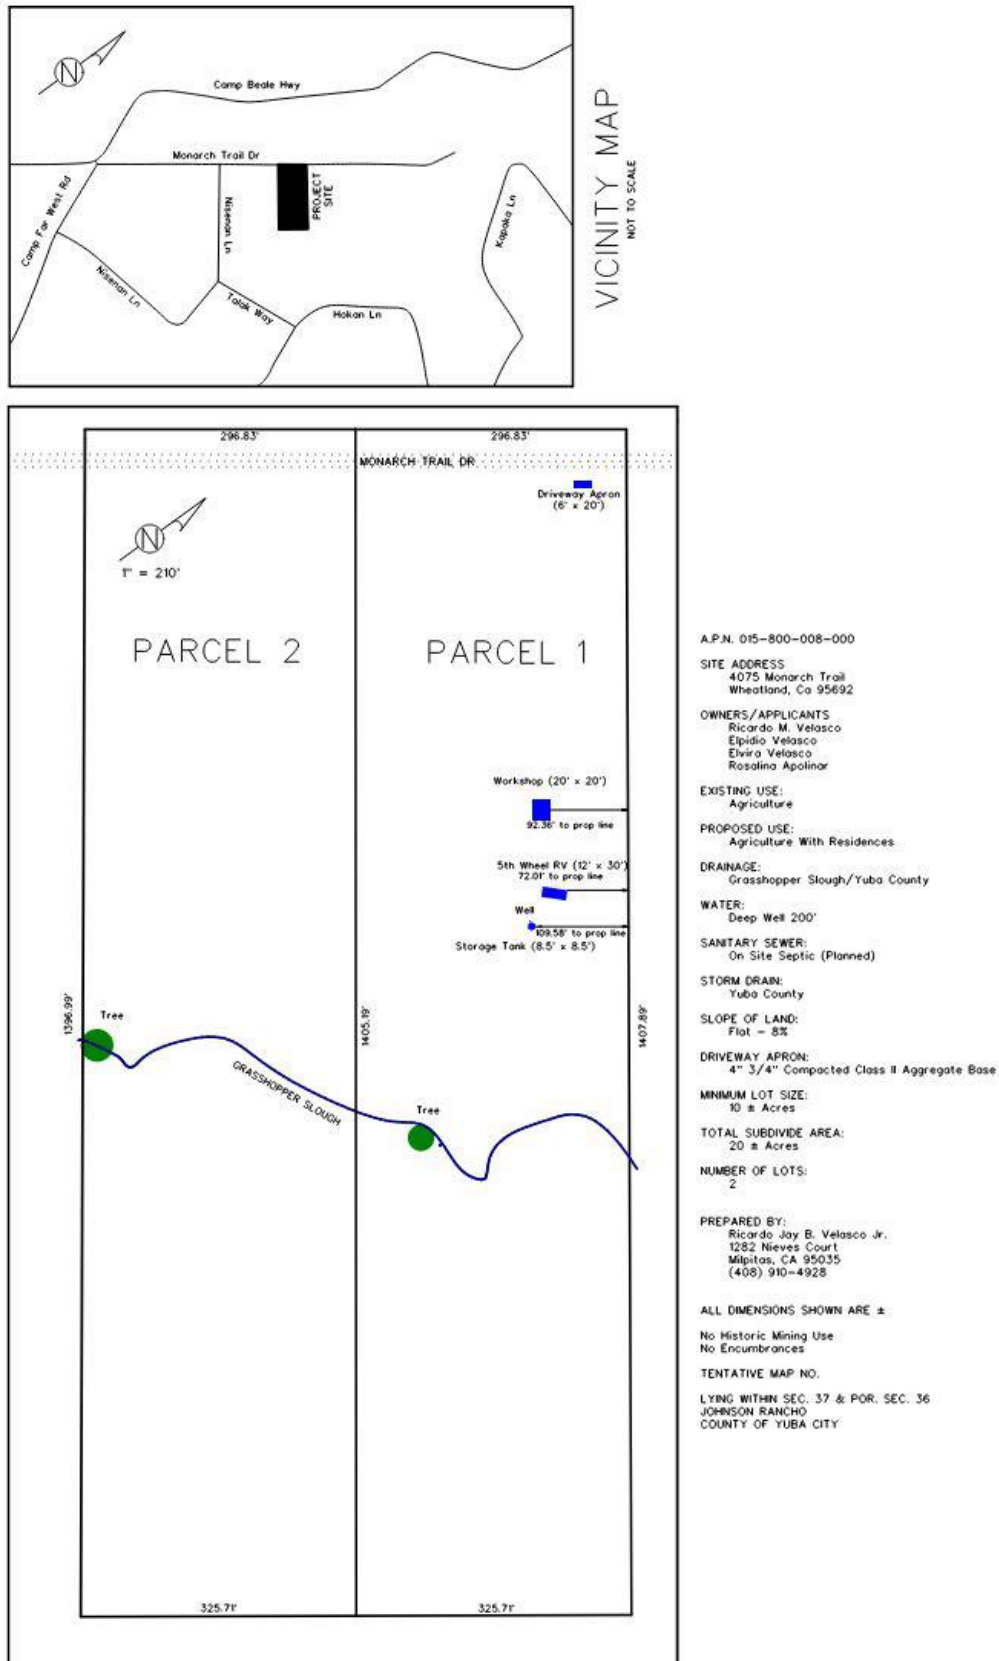 N
Camp Beale Hwy
Monarch Trail Dr
Camp Far West Rd
Nisenan Ln
Nisenan Ln
PROJECT
SITE
Talak Way
Hokan Ln
Kapaka Ln
VICINITY MAP
NOT TO SCALE
296.83'
296.83'
MONARCH TRAIL DR
Driveway Apron
(6' x 20')
N
1" = 210'
PARCEL 2
PARCEL 1
Workshop (20' x 20')
92.36' to prop line
5th Wheel RV (12' x 30')
72.01' to prop line
Well
109.58' to prop line
Storage Tank (8.5' x 8.5')
1396.99'
1405.19'
1407.89'
Tree
GRASSHOPPER SLOUGH
Tree
325.71'
325.71'
A.P.N. 015-800-008-000
SITE ADDRESS
4075 Monarch Trail
Wheatland, Ca 95692
OWNERS/APPLICANTS
Ricardo M. Velasco
Elpidio Velasco
Elvira Velasco
Rosalina Apolinar
EXISTING USE:
Agriculture
PROPOSED USE:
Agriculture With Residences
DRAINAGE:
Grasshopper Slough/Yuba County
WATER:
Deep Well 200'
SANITARY SEWER:
On Site Septic (Planned)
STORM DRAIN:
Yuba County
SLOPE OF LAND:
Flat - 8%
DRIVEWAY APRON:
4" 3/4" Compacted Class II Aggregate Base
MINIMUM LOT SIZE:
10 ± Acres
TOTAL SUBDIVIDE AREA:
20 ± Acres
NUMBER OF LOTS:
2
PREPARED BY:
Ricardo Jay B. Velasco Jr.
1282 Nieves Court
Milpitas, CA 95035
(408) 910-4928
ALL DIMENSIONS SHOWN ARE ±
No Historic Mining Use
No Encumbrances
TENTATIVE MAP NO.
LYING WITHIN SEC. 37 & POR. SEC. 36
JOHNSON RANCHO
COUNTY OF YUBA CITY